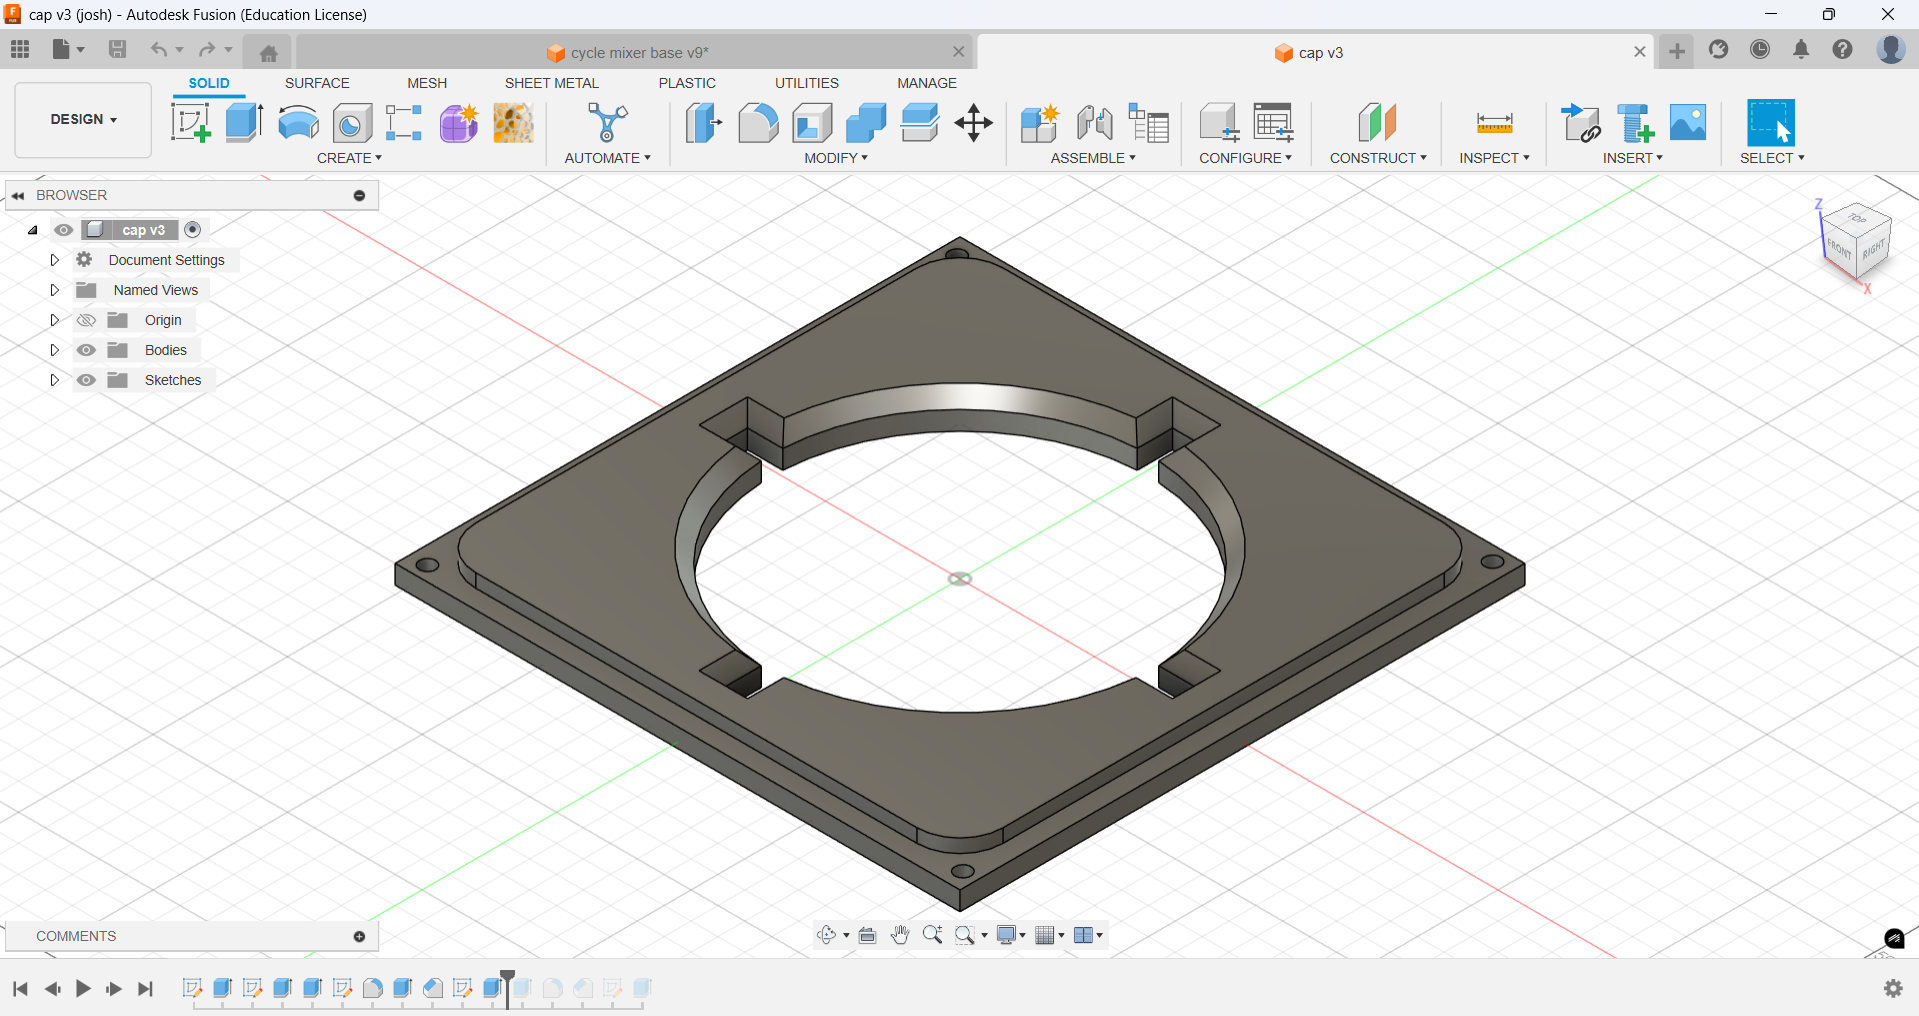 cap v3 (josh) - Autodesk Fusion (Education License)
cycle mixer base v9*
cap v3
SOLID SURFACE MESH SHEET METAL PLASTIC UTILITIES MANAGE
DESIGN
CREATE AUTOMATE MODIFY ASSEMBLE CONFIGURE CONSTRUCT INSPECT INSERT SELECT
BROWSER
cap v3
Document Settings
Named Views
Origin
Bodies
Sketches
Z
TOP
FRONT
RIGHT
X
COMMENTS